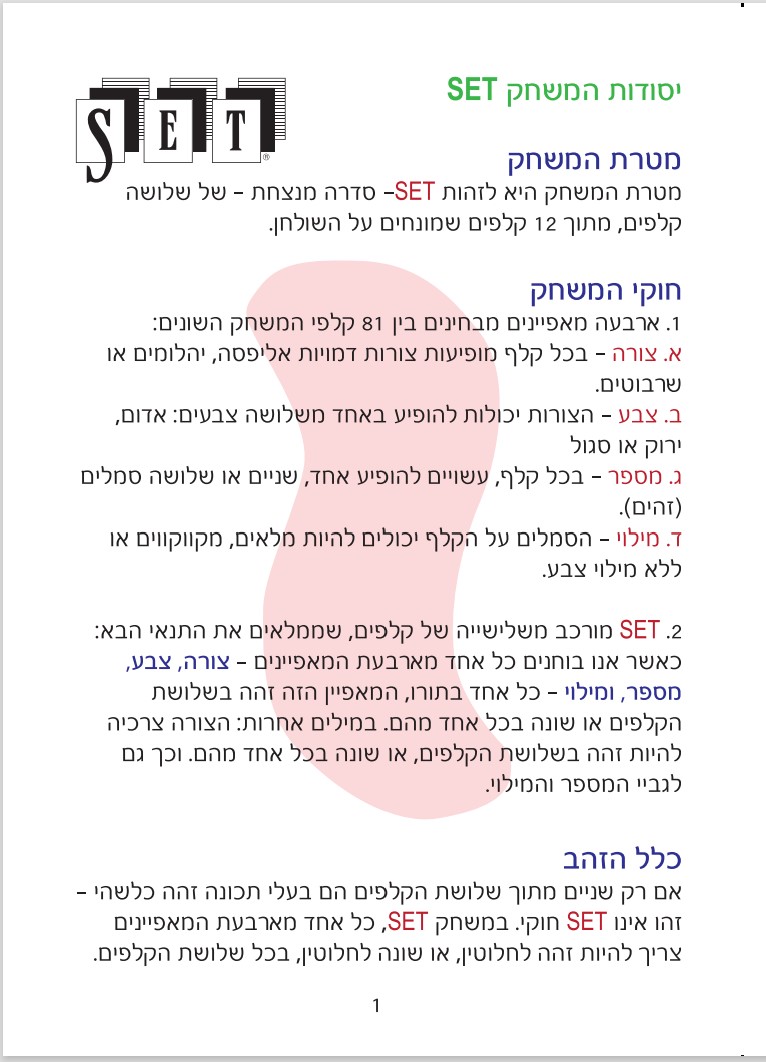 יסודות המשחק SET
SET®
מטרת המשחק
מטרת המשחק היא לזהות SET– סדרה מנצחת – של שלושה
קלפים, מתוך 12 קלפים שמונחים על השולחן.
חוקי המשחק
1. ארבעה מאפיינים מבחינים בין 81 קלפי המשחק השונים:
א. צורה – בכל קלף מופיעות צורות דמויות אליפסה, יהלומים או
שרבוטים.
ב. צבע – הצורות יכולות להופיע באחד משלושה צבעים: אדום,
ירוק או סגול
ג. מספר – בכל קלף, עשויים להופיע אחד, שניים או שלושה סמלים
(זהים).
ד. מילוי – הסמלים על הקלף יכולים להיות מלאים, מקווקווים או
ללא מילוי צבע.
2. SET מורכב משלישייה של קלפים, שממלאים את התנאי הבא:
כאשר אנו בוחנים כל אחד מארבעת המאפיינים – צורה, צבע,
מספר, ומילוי – כל אחד בתורו, המאפיין הזה זהה בשלושת
הקלפים או שונה בכל אחד מהם. במילים אחרות: הצורה צרכיה
להיות זהה בשלושת הקלפים, או שונה בכל אחד מהם. וכך גם
לגביי המספר והמילוי.
כלל הזהב
אם רק שניים מתוך שלושת הקלפים הם בעלי תכונה זהה כלשהי –
זהו אינו SET חוקי. במשחק SET, כל אחד מארבעת המאפיינים
צריך להיות זהה לחלוטין, או שונה לחלוטין, בכל שלושת הקלפים.
1